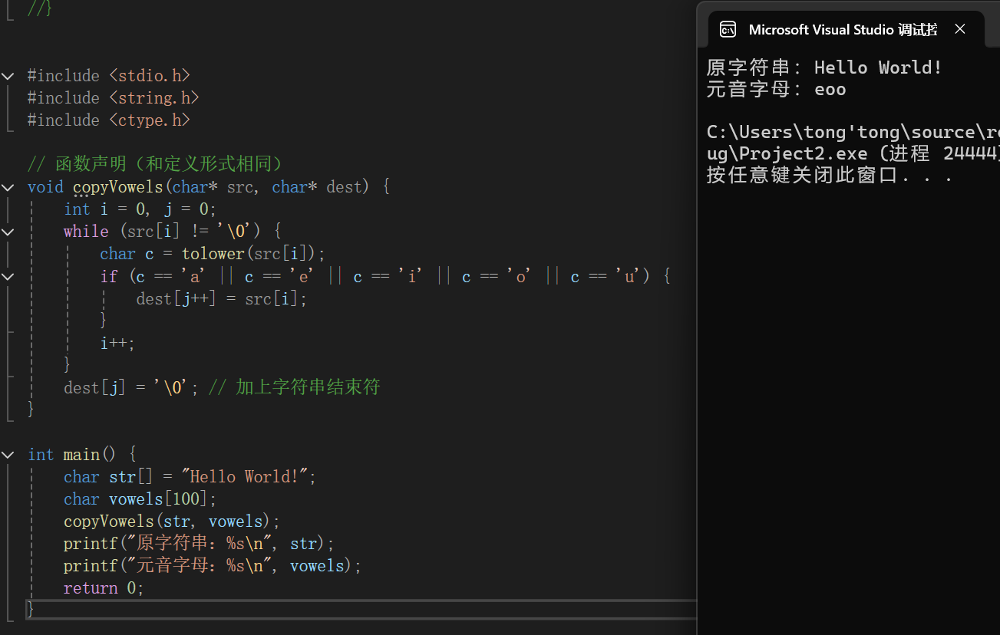 //}
#include <stdio.h>
#include <string.h>
#include <ctype.h>
// 函数声明（和定义形式相同）
void copyVowels(char* src, char* dest) {
int i = 0, j = 0;
while (src[i] != '\0') {
char c = tolower(src[i]);
if (c == 'a' || c == 'e' || c == 'i' || c == 'o' || c == 'u') {
dest[j++] = src[i];
}
i++;
}
dest[j] = '\0'; // 加上字符串结束符
}
int main() {
char str[] = "Hello World!";
char vowels[100];
copyVowels(str, vowels);
printf("原字符串：%s\n", str);
printf("元音字母：%s\n", vowels);
return 0;
}
Microsoft Visual Studio 调试控
原字符串：Hello World!
元音字母：eoo
C:\Users\tong'tong\source\re
ug\Project2.exe (进程 24444)
按任意键关闭此窗口. . .